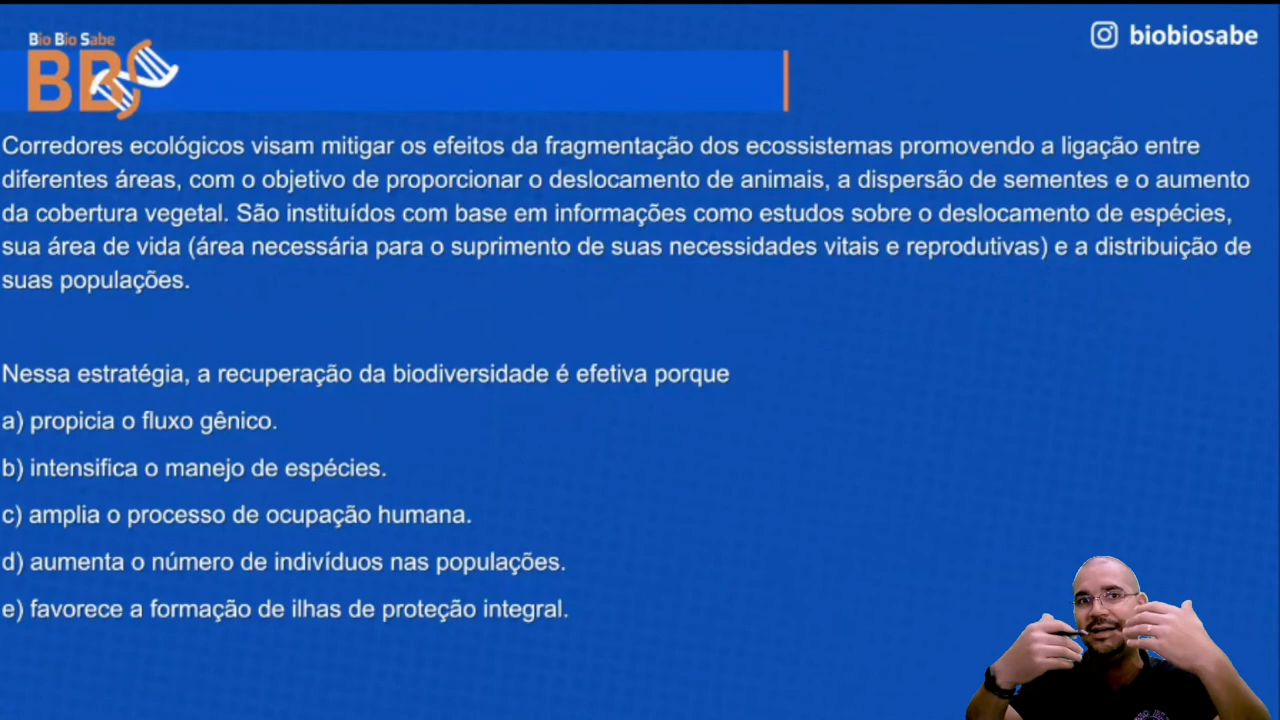 Bio Bio Sabe
BBS
biobiosabe
Corredores ecológicos visam mitigar os efeitos da fragmentação dos ecossistemas promovendo a ligação entre
diferentes áreas, com o objetivo de proporcionar o deslocamento de animais, a dispersão de sementes e o aumento
da cobertura vegetal. São instituídos com base em informações como estudos sobre o deslocamento de espécies,
sua área de vida (área necessária para o suprimento de suas necessidades vitais e reprodutivas) e a distribuição de
suas populações.
Nessa estratégia, a recuperação da biodiversidade é efetiva porque
a) propicia o fluxo gênico.
b) intensifica o manejo de espécies.
c) amplia o processo de ocupação humana.
d) aumenta o número de indivíduos nas populações.
e) favorece a formação de ilhas de proteção integral.